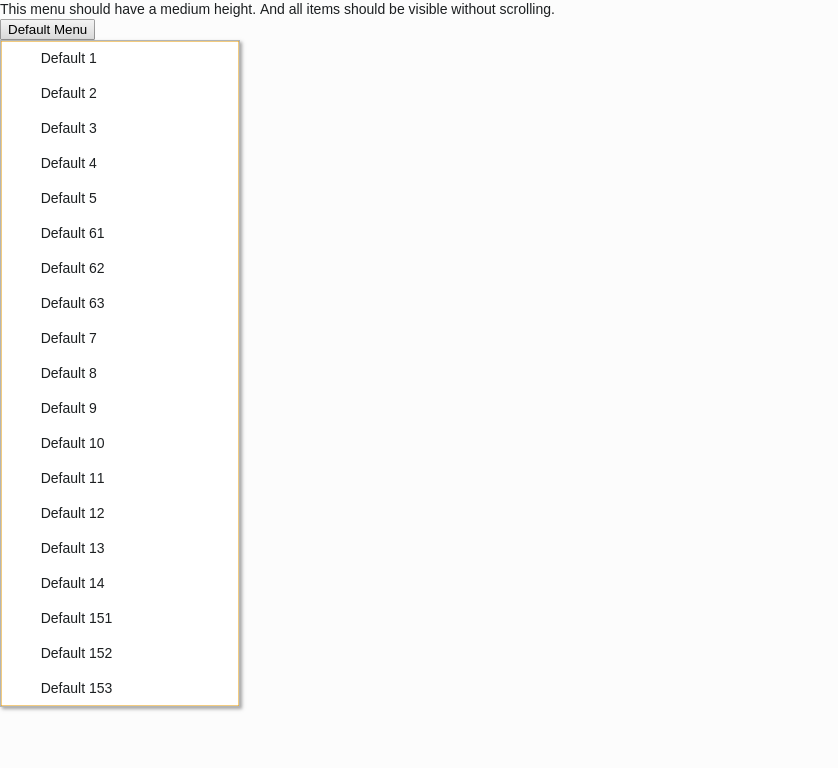 This menu should have a medium height. And all items should be visible without scrolling.
Default Menu
Default 1
Default 2
Default 3
Default 4
Default 5
Default 61
Default 62
Default 63
Default 7
Default 8
Default 9
Default 10
Default 11
Default 12
Default 13
Default 14
Default 151
Default 152
Default 153